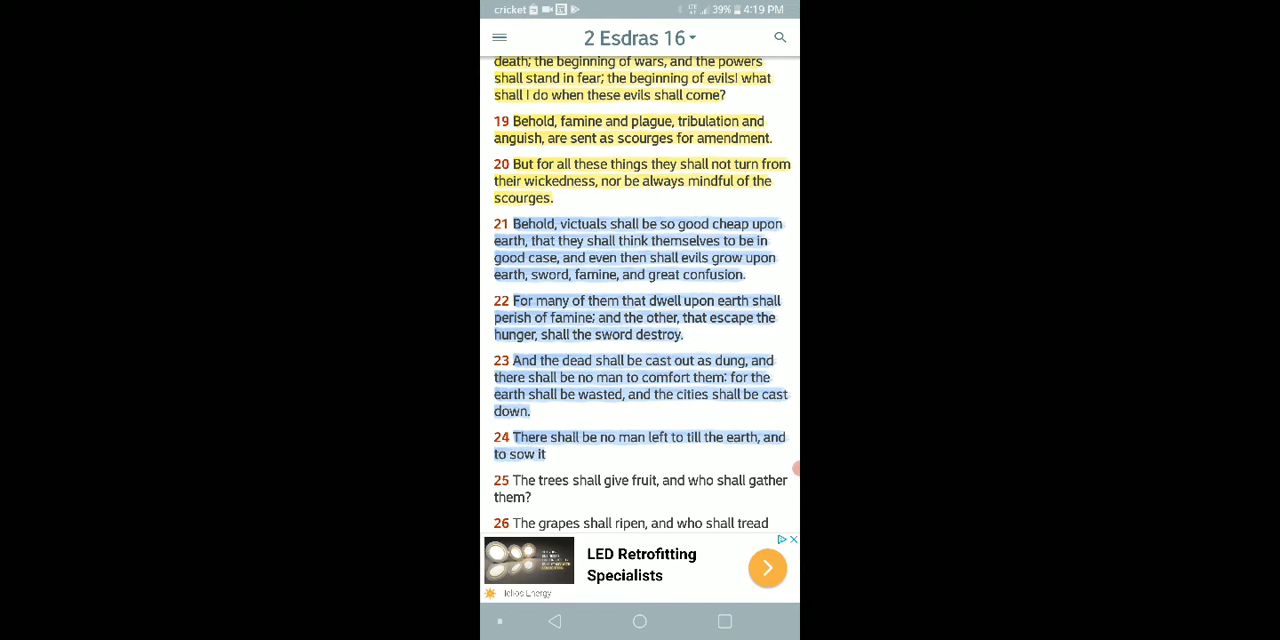 cricket
39% 4:19 PM
2 Esdras 16
death; the beginning of wars, and the powers
shall stand in fear; the beginning of evils! what
shall I do when these evils shall come?
19 Behold, famine and plague, tribulation and
anguish, are sent as scourges for amendment.
20 But for all these things they shall not turn from
their wickedness, nor be always mindful of the
scourges.
21 Behold, victuals shall be so good cheap upon
earth, that they shall think themselves to be in
good case, and even then shall evils grow upon
earth, sword, famine, and great confusion.
22 For many of them that dwell upon earth shall
perish of famine; and the other, that escape the
hunger, shall the sword destroy.
23 And the dead shall be cast out as dung, and
there shall be no man to comfort them: for the
earth shall be wasted, and the cities shall be cast
down.
24 There shall be no man left to till the earth, and
to sow it
25 The trees shall give fruit, and who shall gather
them?
26 The grapes shall ripen, and who shall tread
LED Retrofitting
Specialists
Telios Energy